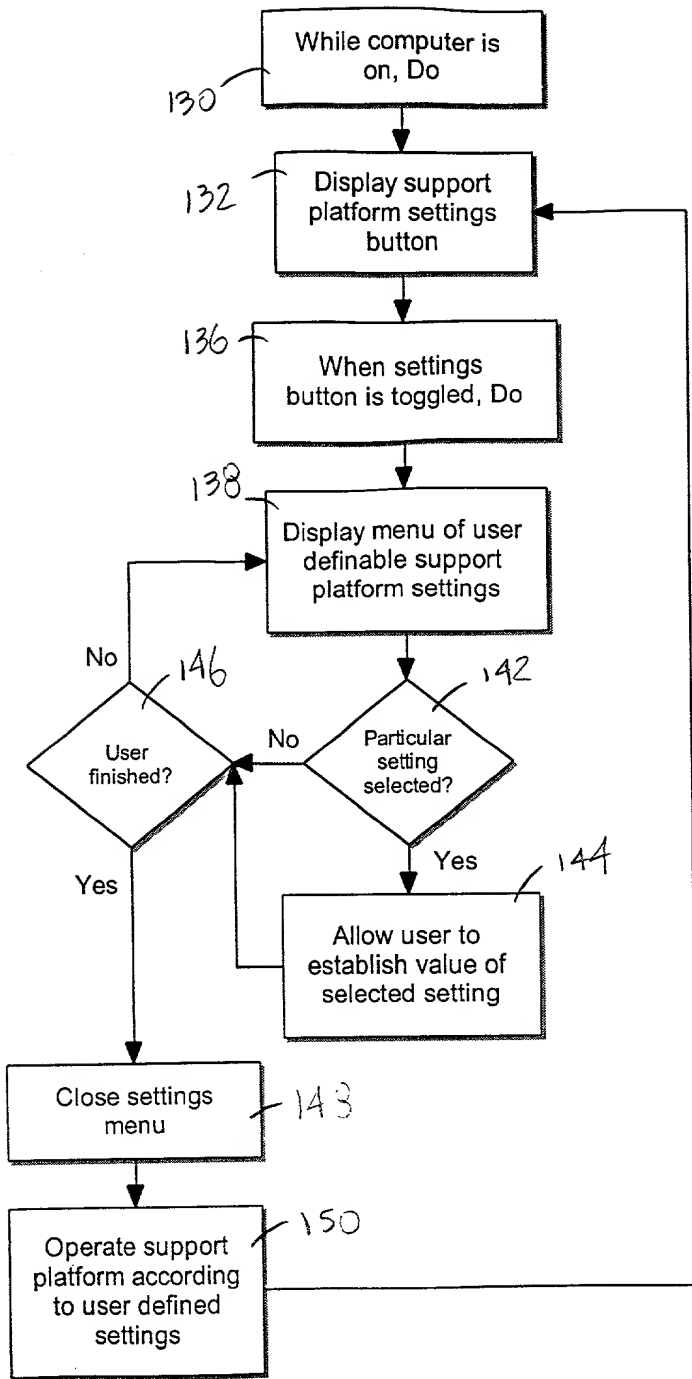 While computer is
on, Do
130
Display support
platform settings
button
132
136
When settings
button is toggled, Do
138
Display menu of user
definable support
platform settings
No
146
142
User
finished?
No
Particular
setting
selected?
Yes
Yes
144
Allow user to
establish value of
selected setting
Close settings
menu
148
150
Operate support
platform according
to user defined
settings